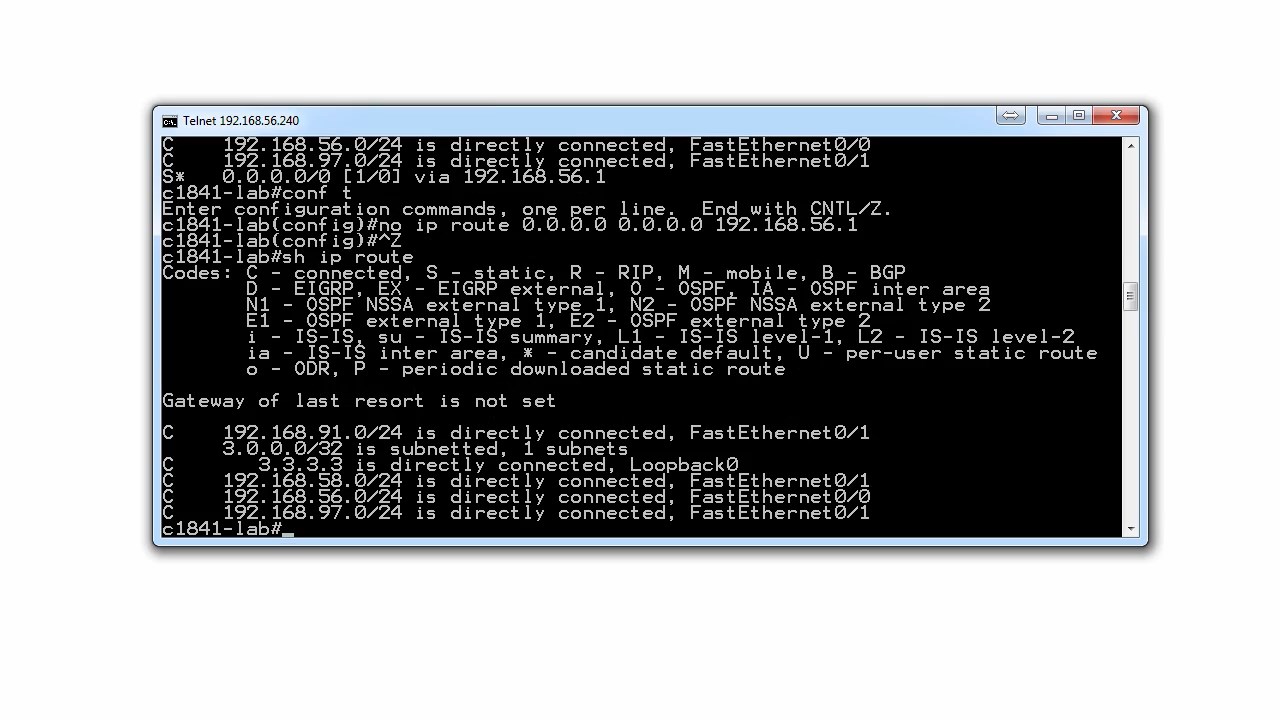 Telnet 192.168.56.240
C    192.168.56.0/24 is directly connected, FastEthernet0/0
C    192.168.97.0/24 is directly connected, FastEthernet0/1
S*   0.0.0.0/0 [1/0] via 192.168.56.1
c1841-lab#conf t
Enter configuration commands, one per line.  End with CNTL/Z.
c1841-lab(config)#no ip route 0.0.0.0 0.0.0.0 192.168.56.1
c1841-lab(config)#^Z
c1841-lab#sh ip route
Codes: C - connected, S - static, R - RIP, M - mobile, B - BGP
       D - EIGRP, EX - EIGRP external, O - OSPF, IA - OSPF inter area
       N1 - OSPF NSSA external type 1, N2 - OSPF NSSA external type 2
       E1 - OSPF external type 1, E2 - OSPF external type 2
       i - IS-IS, su - IS-IS summary, L1 - IS-IS level-1, L2 - IS-IS level-2
       ia - IS-IS inter area, * - candidate default, U - per-user static route
       o - ODR, P - periodic downloaded static route
Gateway of last resort is not set
C    192.168.91.0/24 is directly connected, FastEthernet0/1
     3.0.0.0/32 is subnetted, 1 subnets
C       3.3.3.3 is directly connected, Loopback0
C    192.168.58.0/24 is directly connected, FastEthernet0/1
C    192.168.56.0/24 is directly connected, FastEthernet0/0
C    192.168.97.0/24 is directly connected, FastEthernet0/1
c1841-lab#_